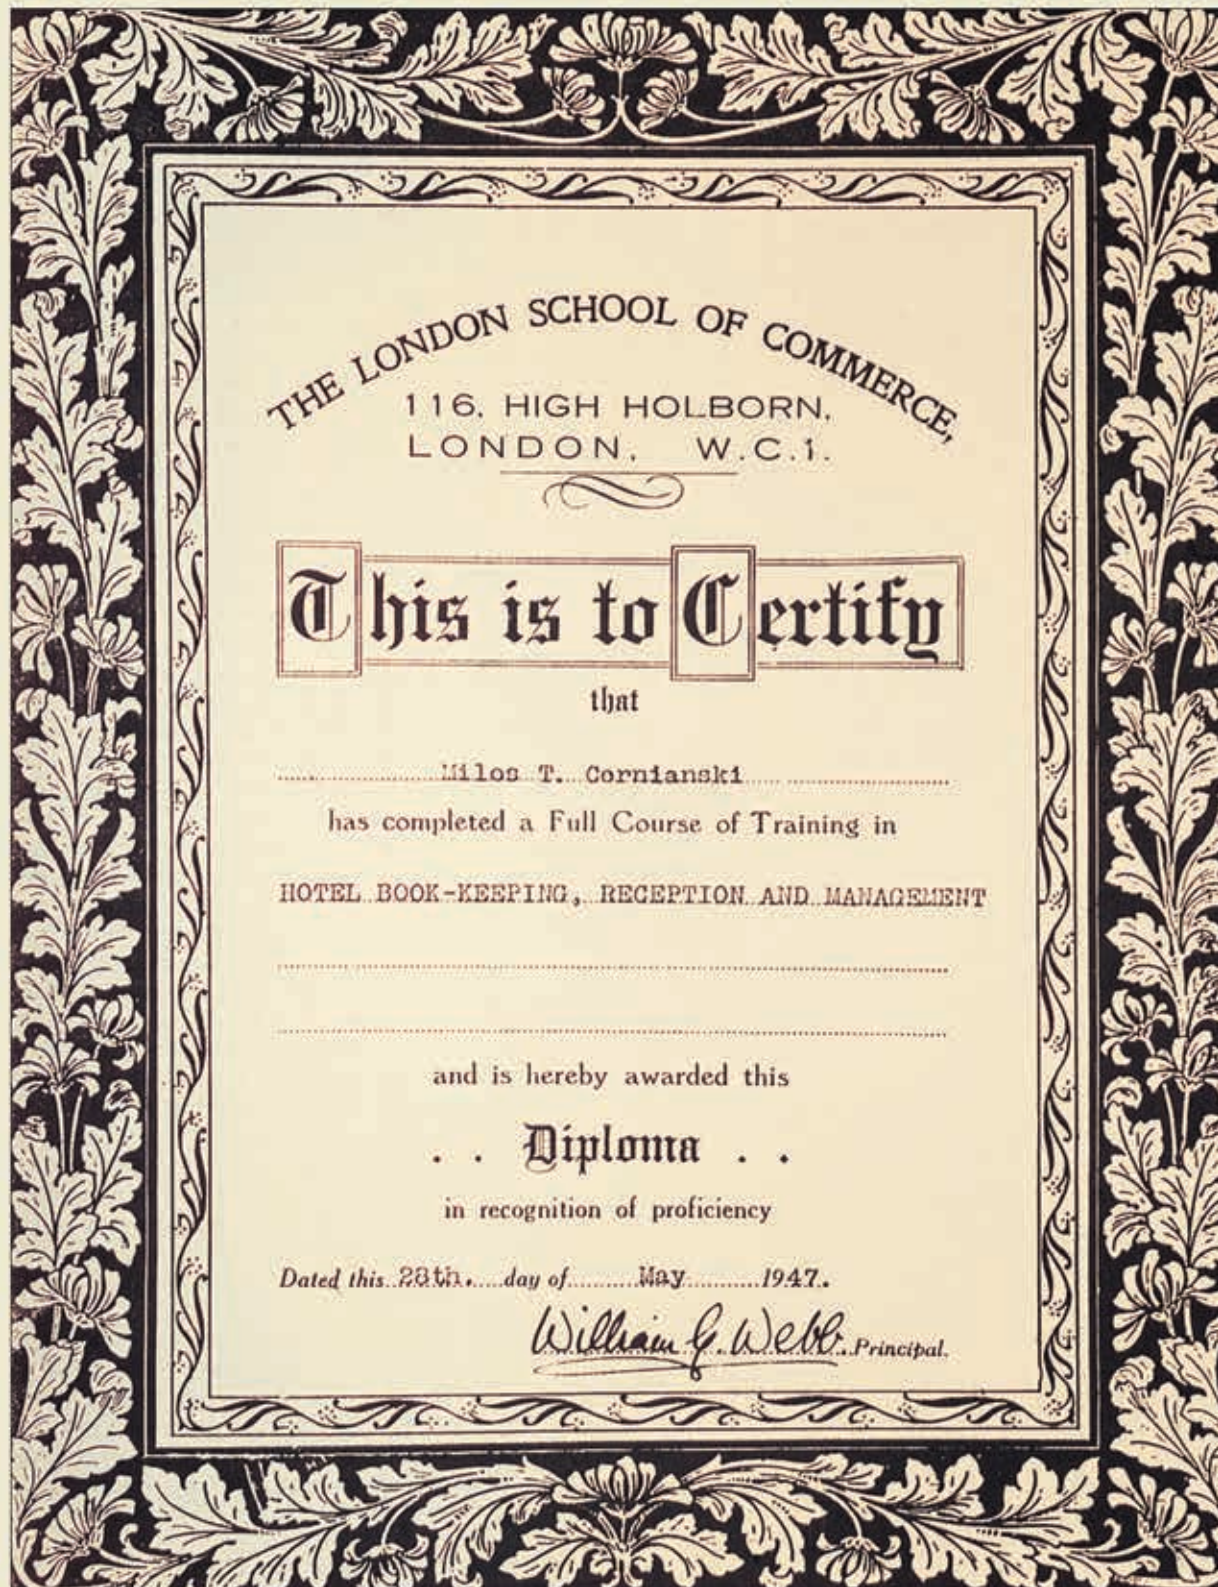 THE LONDON SCHOOL OF COMMERCE,
116, HIGH HOLBORN,
LONDON, W.C.1.
This is to Certify
that
Milos T. Cornianski
has completed a Full Course of Training in
HOTEL BOOK-KEEPING, RECEPTION AND MANAGEMENT
and is hereby awarded this
. . Diploma . .
in recognition of proficiency
Dated this 28th. day of May 1947.
William G. Webb. Principal.